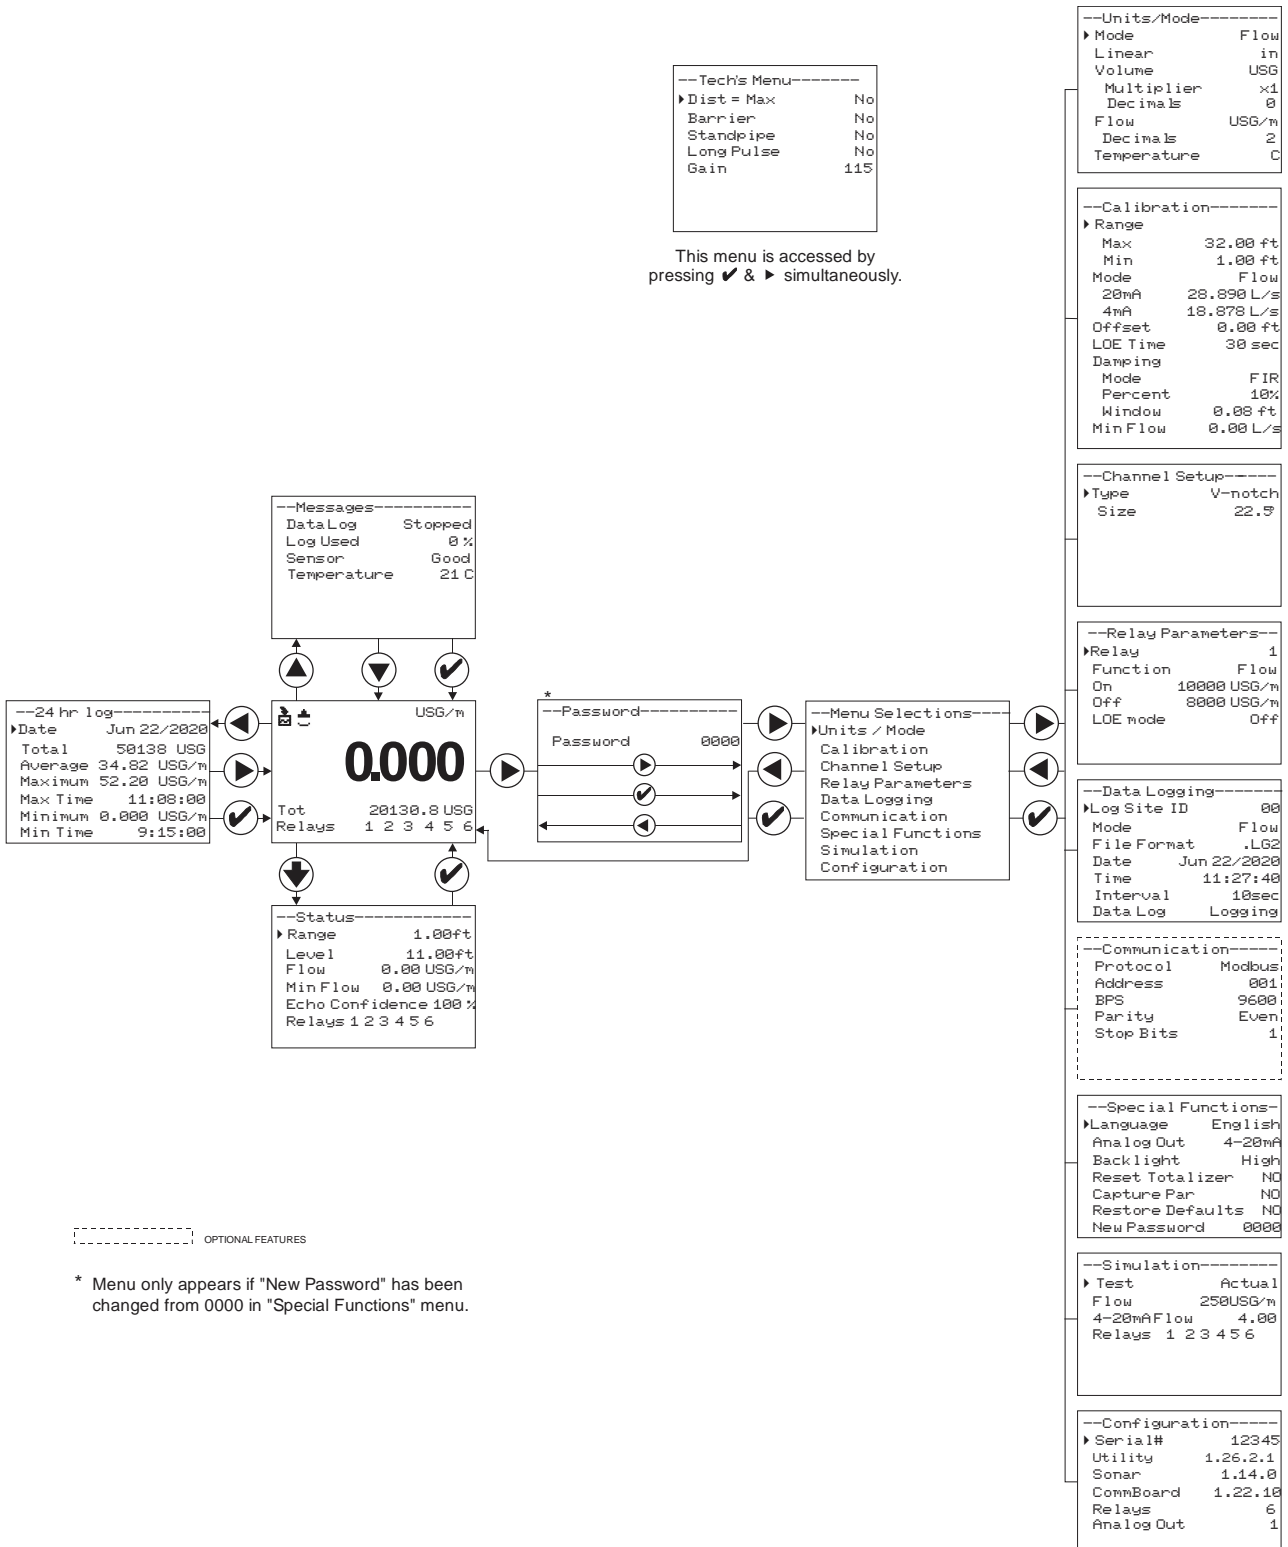 --Tech's Menu-------
Dist = Max No
Barrier No
Standpipe No
Long Pulse No
Gain 115
This menu is accessed by
pressing ✔ & ▶ simultaneously.
--Messages----------
Data Log Stopped
Log Used 0 %
Sensor Good
Temperature 21 C
--24 hr log----------
Date Jun 22/2020
Total 50138 USG
Average 34.82 USG/m
Maximum 52.20 USG/m
Max Time 11:08:00
Minimum 0.000 USG/m
Min Time 9:15:00
USG/m
0.000
Tot 20130.8 USG
Relays 1 2 3 4 5 6
--Status------------
Range 1.00ft
Level 11.00ft
Flow 0.00 USG/m
Min Flow 0.00 USG/m
Echo Confidence 100 %
Relays 1 2 3 4 5 6
*
--Password----------
Password 0000
--Menu Selections---
Units / Mode
Calibration
Channel Setup
Relay Parameters
Data Logging
Communication
Special Functions
Simulation
Configuration
--Units/Mode--------
Mode Flow
Linear in
Volume USG
Multiplier x1
Decimals 0
Flow USG/m
Decimals 2
Temperature C
--Calibration-------
Range
Max 32.00 ft
Min 1.00 ft
Mode Flow
20mA 28.890 L/s
4mA 18.878 L/s
Offset 0.00 ft
LOE Time 30 sec
Damping
Mode FIR
Percent 10%
Window 0.08 ft
Min Flow 0.00 L/s
--Channel Setup-----
Type V-notch
Size 22.5°
--Relay Parameters--
Relay 1
Function Flow
On 10000 USG/m
Off 8000 USG/m
LOE mode Off
--Data Logging-------
Log Site ID 00
Mode Flow
File Format .LG2
Date Jun 22/2020
Time 11:27:40
Interval 10sec
Data Log Logging
--Communication-----
Protocol Modbus
Address 001
BPS 9600
Parity Even
Stop Bits 1
--Special Functions-
Language English
Analog Out 4-20mA
Backlight High
Reset Totalizer NO
Capture Par NO
Restore Defaults NO
New Password 0000
--Simulation--------
Test Actual
Flow 250USG/m
4-20mA Flow 4.00
Relays 1 2 3 4 5 6
--Configuration-----
Serial# 12345
Utility 1.26.2.1
Sonar 1.14.0
CommBoard 1.22.10
Relays 6
Analog Out 1
OPTIONAL FEATURES
* Menu only appears if "New Password" has been
changed from 0000 in "Special Functions" menu.